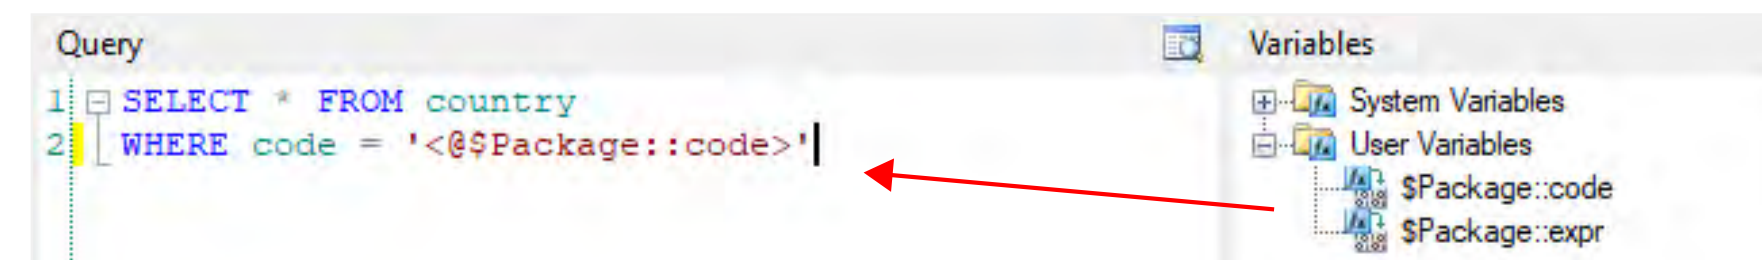 Query
1 SELECT * FROM country
2 WHERE code = '<@$Package::code>'
Variables
System Variables
User Variables
$Package::code
$Package::expr